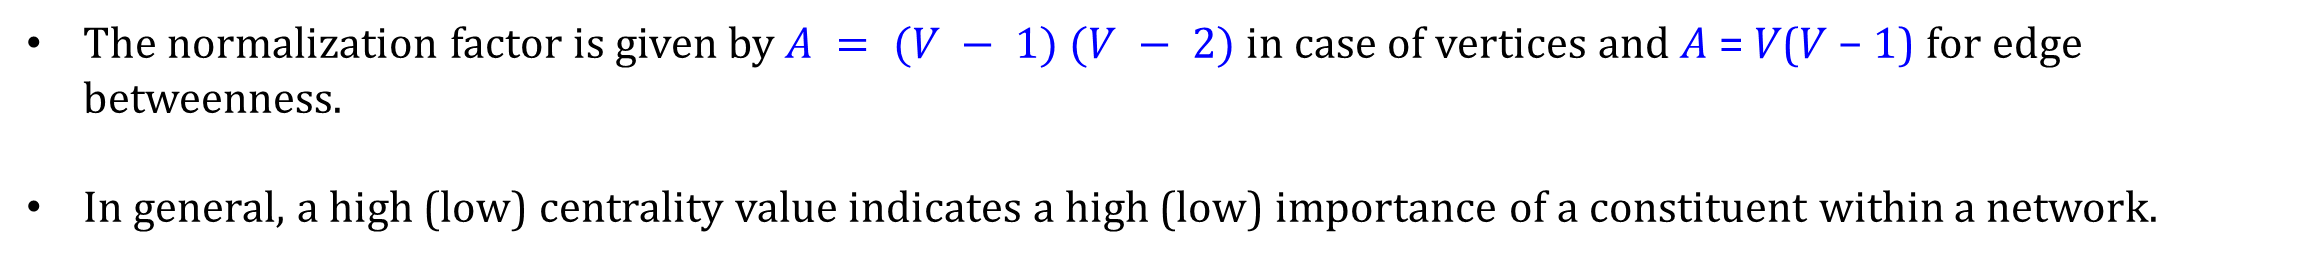 • The normalization factor is given by A = (V − 1) (V − 2) in case of vertices and A = V(V − 1) for edge
betweenness.
• In general, a high (low) centrality value indicates a high (low) importance of a constituent within a network.